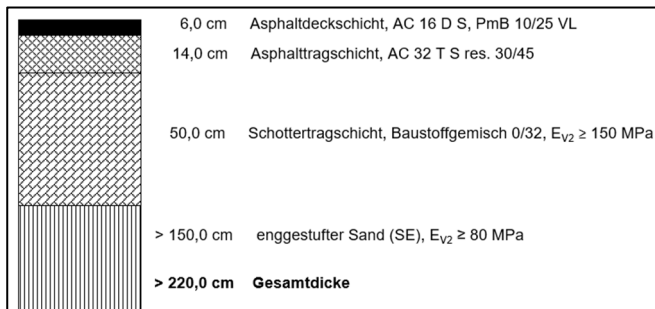 6,0 cm Asphaltdeckschicht, AC 16 D S, PmB 10/25 VL
14,0 cm Asphalttragschicht, AC 32 T S res. 30/45
50,0 cm Schottertragschicht, Baustoffgemisch 0/32, E_V2 ≥ 150 MPa
> 150,0 cm enggestufter Sand (SE), E_V2 ≥ 80 MPa
> 220,0 cm Gesamtdicke